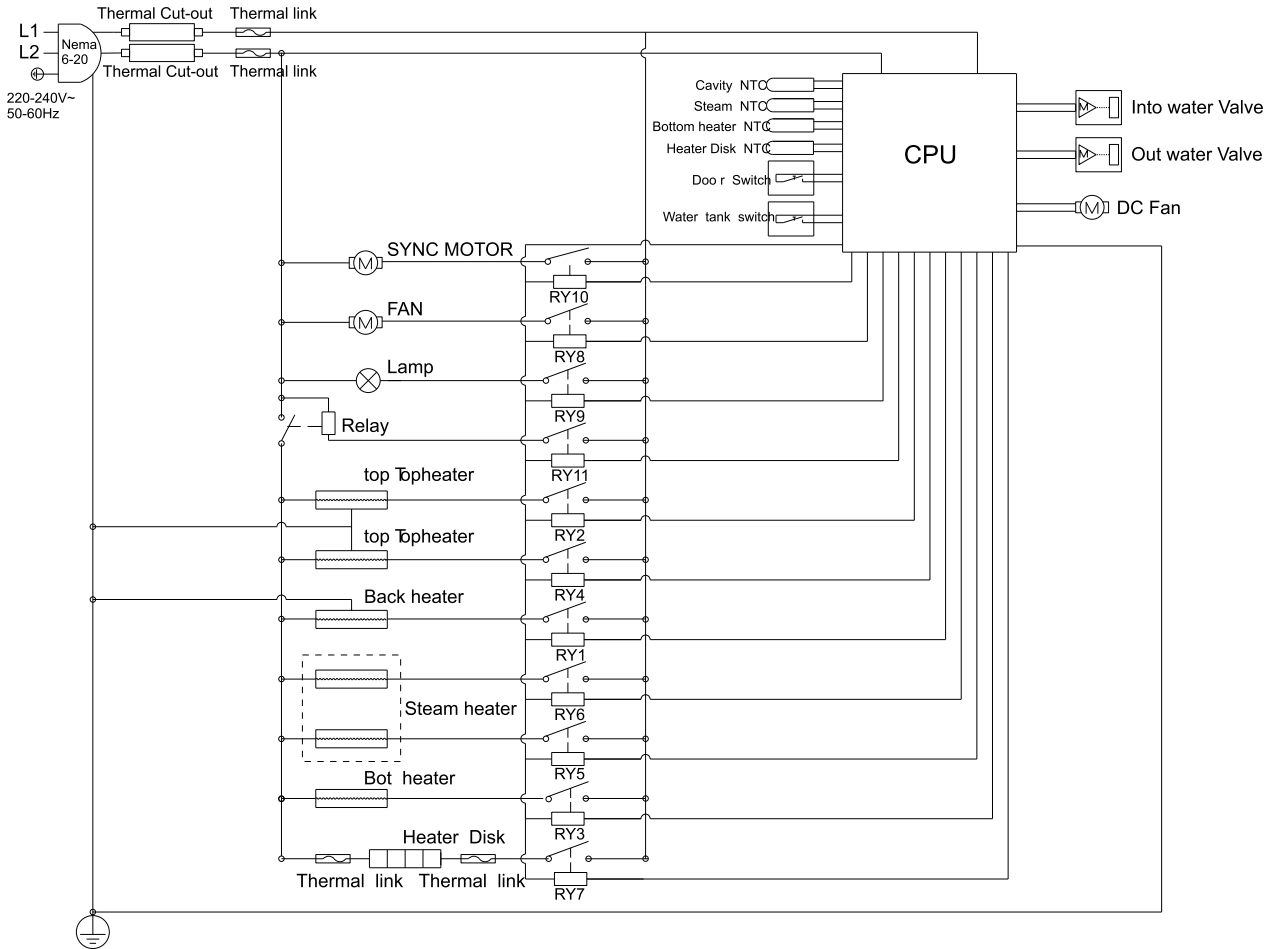 Thermal Cut-out
Thermal link
L1
L2
Nema
6-20
Thermal Cut-out
Thermal link
220-240V~
50-60Hz
Cavity NTC
Steam NTC
Bottom heater NTC
Heater Disk NTC
Doo r Switch
Water tank switch
CPU
M
Into water Valve
M
Out water Valve
M
DC Fan
SYNC MOTOR
M
RY10
FAN
M
RY8
Lamp
RY9
Relay
RY11
top Topheater
RY2
top Topheater
RY4
Back heater
RY1
RY6
Steam heater
RY5
Bot heater
RY3
Heater Disk
Thermal link
Thermal link
RY7